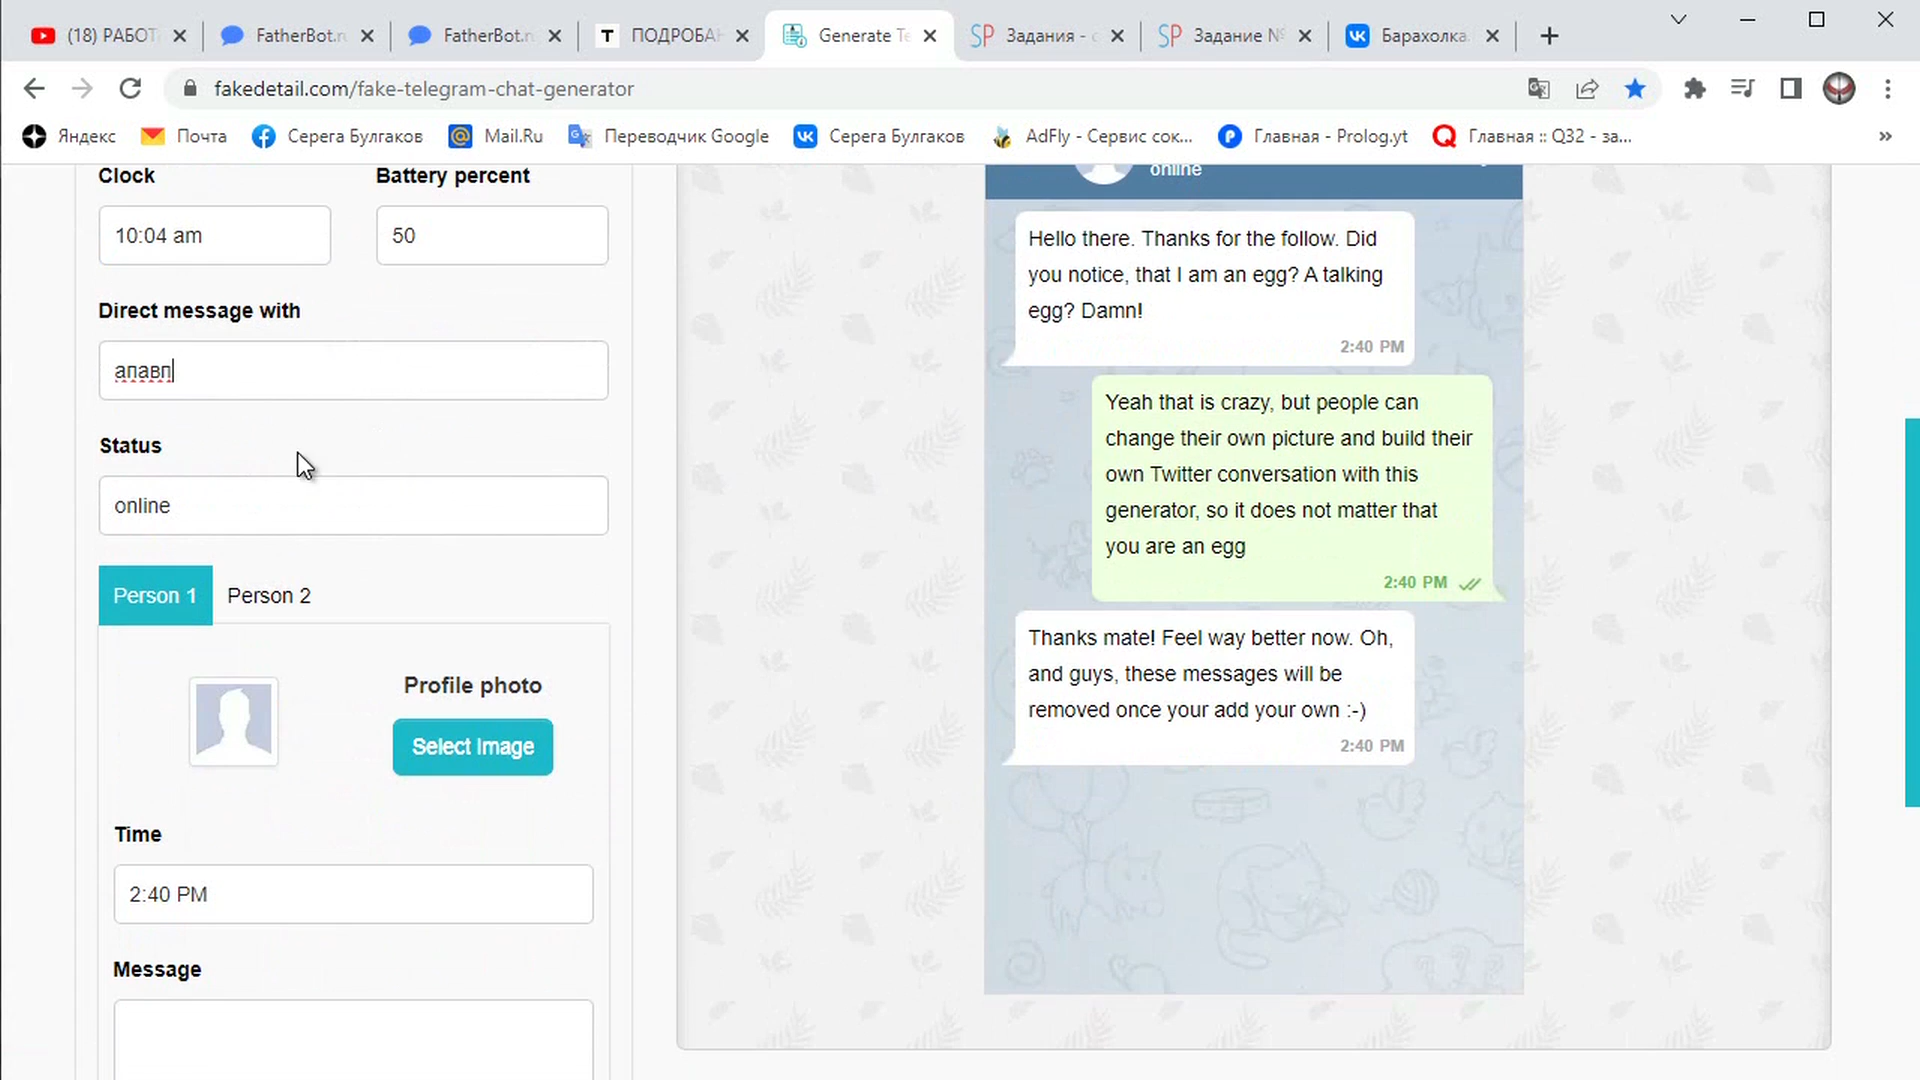 (18) РАБОТ
FatherBot.r
FatherBot.n
ПОДРОБАН
Generate Te
Задания - с
Задание №
Барахолка
fakedetail.com/fake-telegram-chat-generator
Яндекс
Почта
Серега Булгаков
Mail.Ru
Переводчик Google
Серега Булгаков
AdFly - Сервис сок...
Главная - Prolog.yt
Главная :: Q32 - за...
Clock
Battery percent
10:04 am
50
Direct message with
апавп
Status
online
Person 1
Person 2
Profile photo
Select Image
Time
2:40 PM
Message
online
Hello there. Thanks for the follow. Did
you notice, that I am an egg? A talking
egg? Damn!
2:40 PM
Yeah that is crazy, but people can
change their own picture and build their
own Twitter conversation with this
generator, so it does not matter that
you are an egg
2:40 PM
Thanks mate! Feel way better now. Oh,
and guys, these messages will be
removed once your add your own :-)
2:40 PM